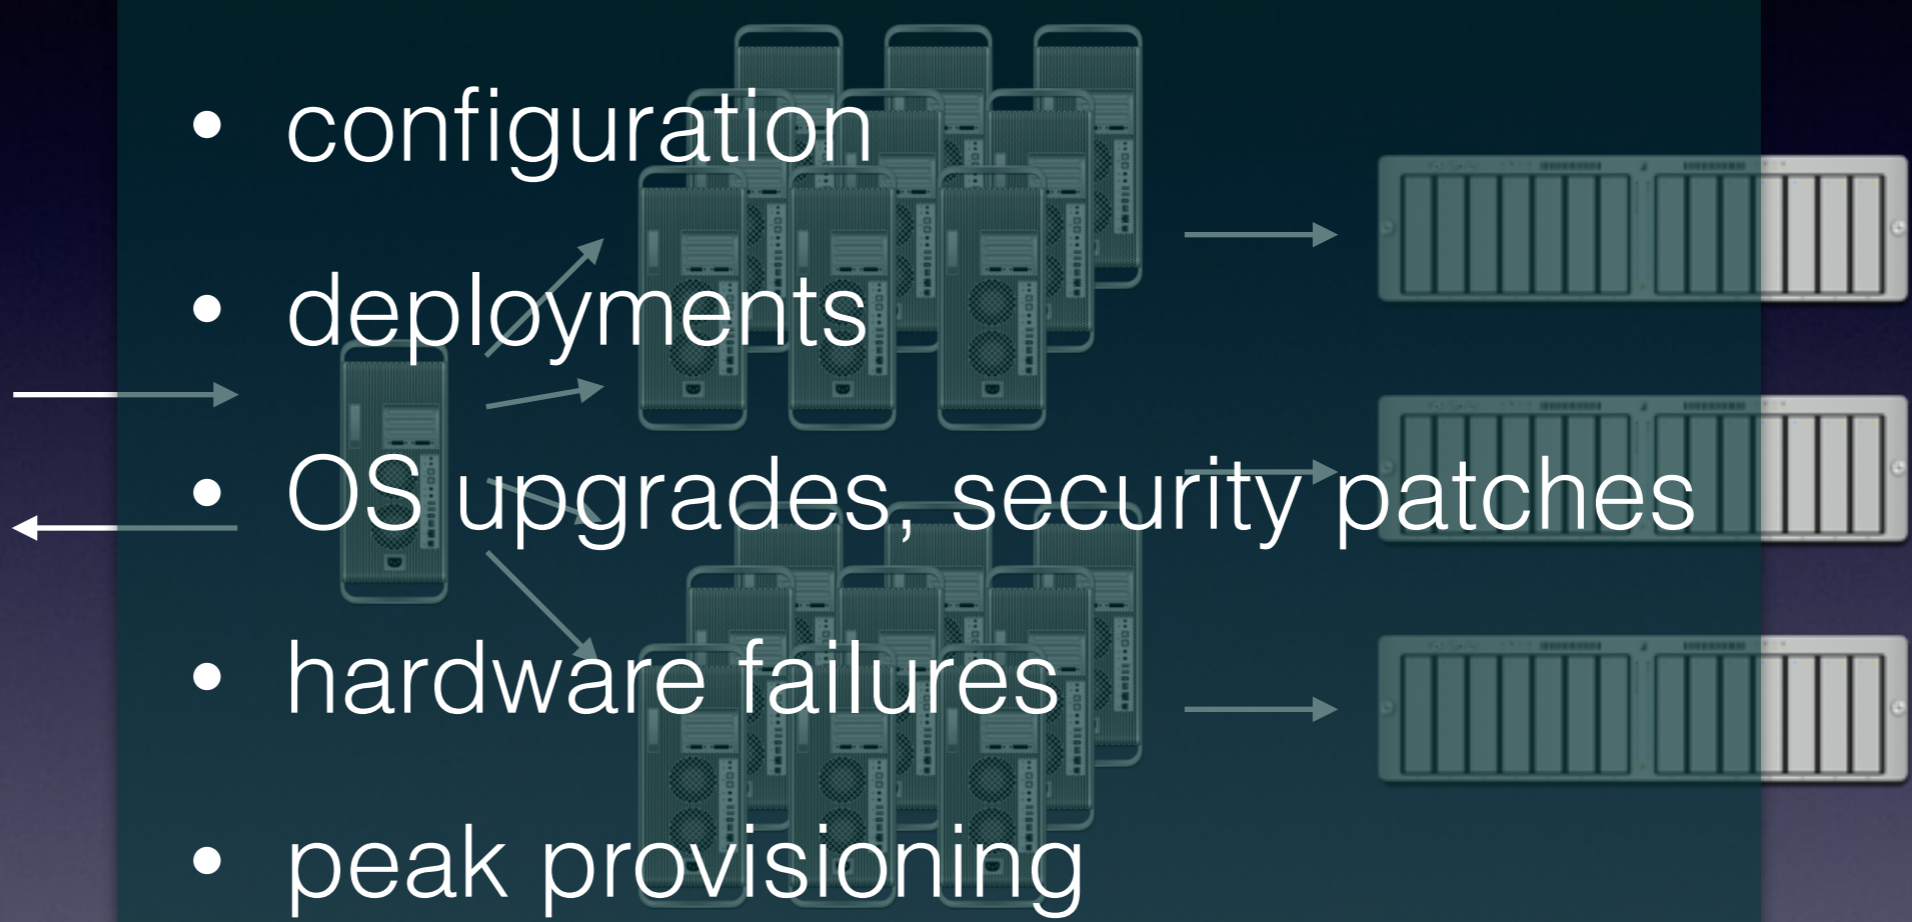 • configuration
• deployments
• OS upgrades, security patches
• hardware failures
• peak provisioning